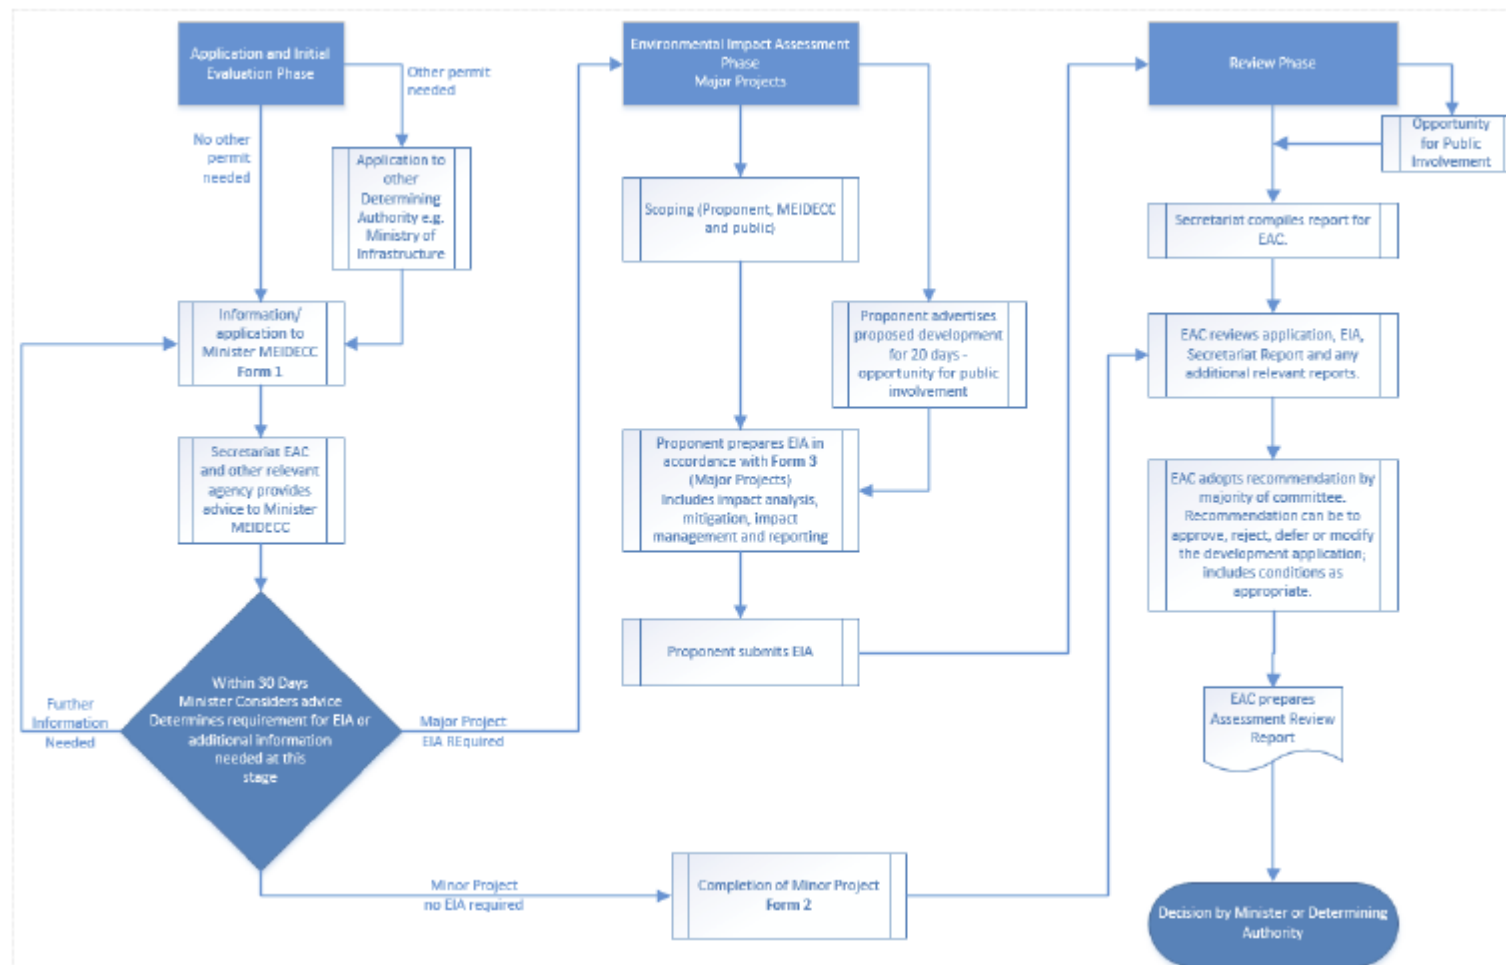 Application and Initial
Evaluation Phase
Other permit
needed
No other
permit
needed
Application to
other
Determining
Authority e.g.
Ministry of
Infrastructure
Information/
application to
Minister MEIDECC
Form 1
Secretariat EAC
and other relevant
agency provides
advice to Minister
MEIDECC
Within 30 Days
Minister Considers advice
Determines requirement for EIA or
additional information
needed at this
stage
Further
Information
Needed
Major Project
EIA REquired
Minor Project
no EIA required
Environmental Impact Assessment
Phase
Major Projects
Scoping (Proponent, MEIDECC
and public)
Proponent advertises
proposed development
for 20 days -
opportunity for public
involvement
Proponent prepares EIA in
accordance with Form 3
(Major Projects)
Includes impact analysis,
mitigation, impact
management and reporting
Proponent submits EIA
Completion of Minor Project
Form 2
Review Phase
Opportunity
for Public
Involvement
Secretariat compiles report for
EAC.
EAC reviews application, EIA,
Secretariat Report and any
additional relevant reports.
EAC adopts recommendation by
majority of committee.
Recommendation can be to
approve, reject, defer or modify
the development application;
includes conditions as
appropriate.
EAC prepares
Assessment Review
Report
Decision by Minister or Determining
Authority